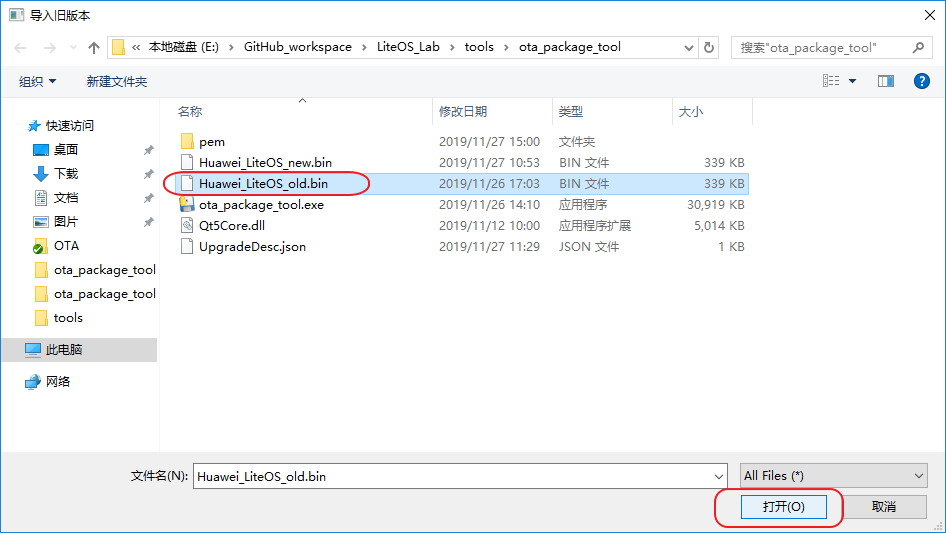 导入旧版本
« 本地磁盘 (E:) › GitHub_workspace › LiteOS_Lab › tools › ota_package_tool 搜索"ota_package_tool"
组织 新建文件夹
名称 修改日期 类型 大小
快速访问
桌面
下载
文档
图片
OTA
ota_package_tool
ota_package_tool
tools
此电脑
网络
pem 2019/11/27 15:00 文件夹
Huawei_LiteOS_new.bin 2019/11/27 10:53 BIN 文件 339 KB
Huawei_LiteOS_old.bin 2019/11/26 17:03 BIN 文件 339 KB
ota_package_tool.exe 2019/11/26 14:10 应用程序 30,919 KB
Qt5Core.dll 2019/11/12 10:00 应用程序扩展 5,014 KB
UpgradeDesc.json 2019/11/27 11:29 JSON 文件 1 KB
文件名(N): Huawei_LiteOS_old.bin All Files (*)
打开(O) 取消